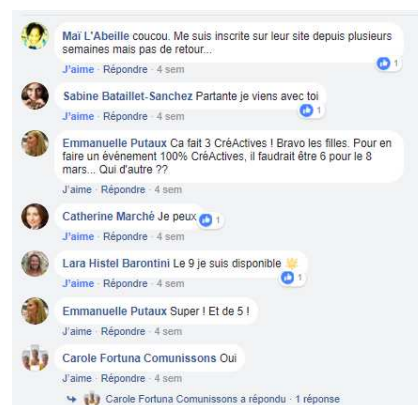 Maï L'Abeille coucou. Me suis inscrite sur leur site depuis plusieurs
semaines mais pas de retour...
1
J'aime · Répondre · 4 sem
Sabine Bataillet-Sanchez Partante je viens avec toi
1
J'aime · Répondre · 4 sem
Emmanuelle Putaux Ca fait 3 CréActives ! Bravo les filles. Pour en
faire un événement 100% CréActives, il faudrait être 6 pour le 8
mars... Qui d'autre ??
J'aime · Répondre · 4 sem
Catherine Marché Je peux 1
J'aime · Répondre · 4 sem
Lara Histel Barontini Le 9 je suis disponible
1
J'aime · Répondre · 4 sem
Emmanuelle Putaux Super ! Et de 5 !
J'aime · Répondre · 4 sem
Carole Fortuna Comunissons Oui
J'aime · Répondre · 4 sem
Carole Fortuna Comunissons a répondu · 1 réponse